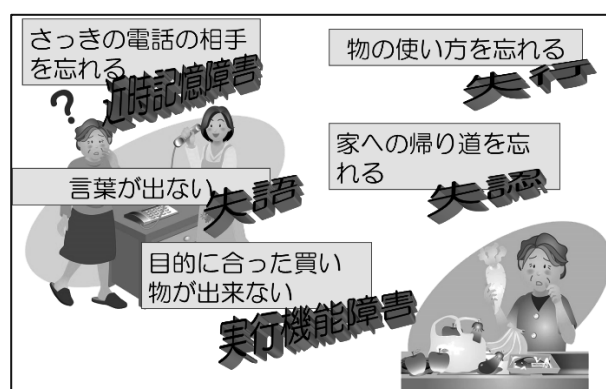 さっきの電話の相手
を忘れる
近時記憶障害
?
物の使い方を忘れる
失行
家への帰り道を忘
れる
失認
言葉が出ない
失語
目的に合った買い
物が出来ない
実行機能障害